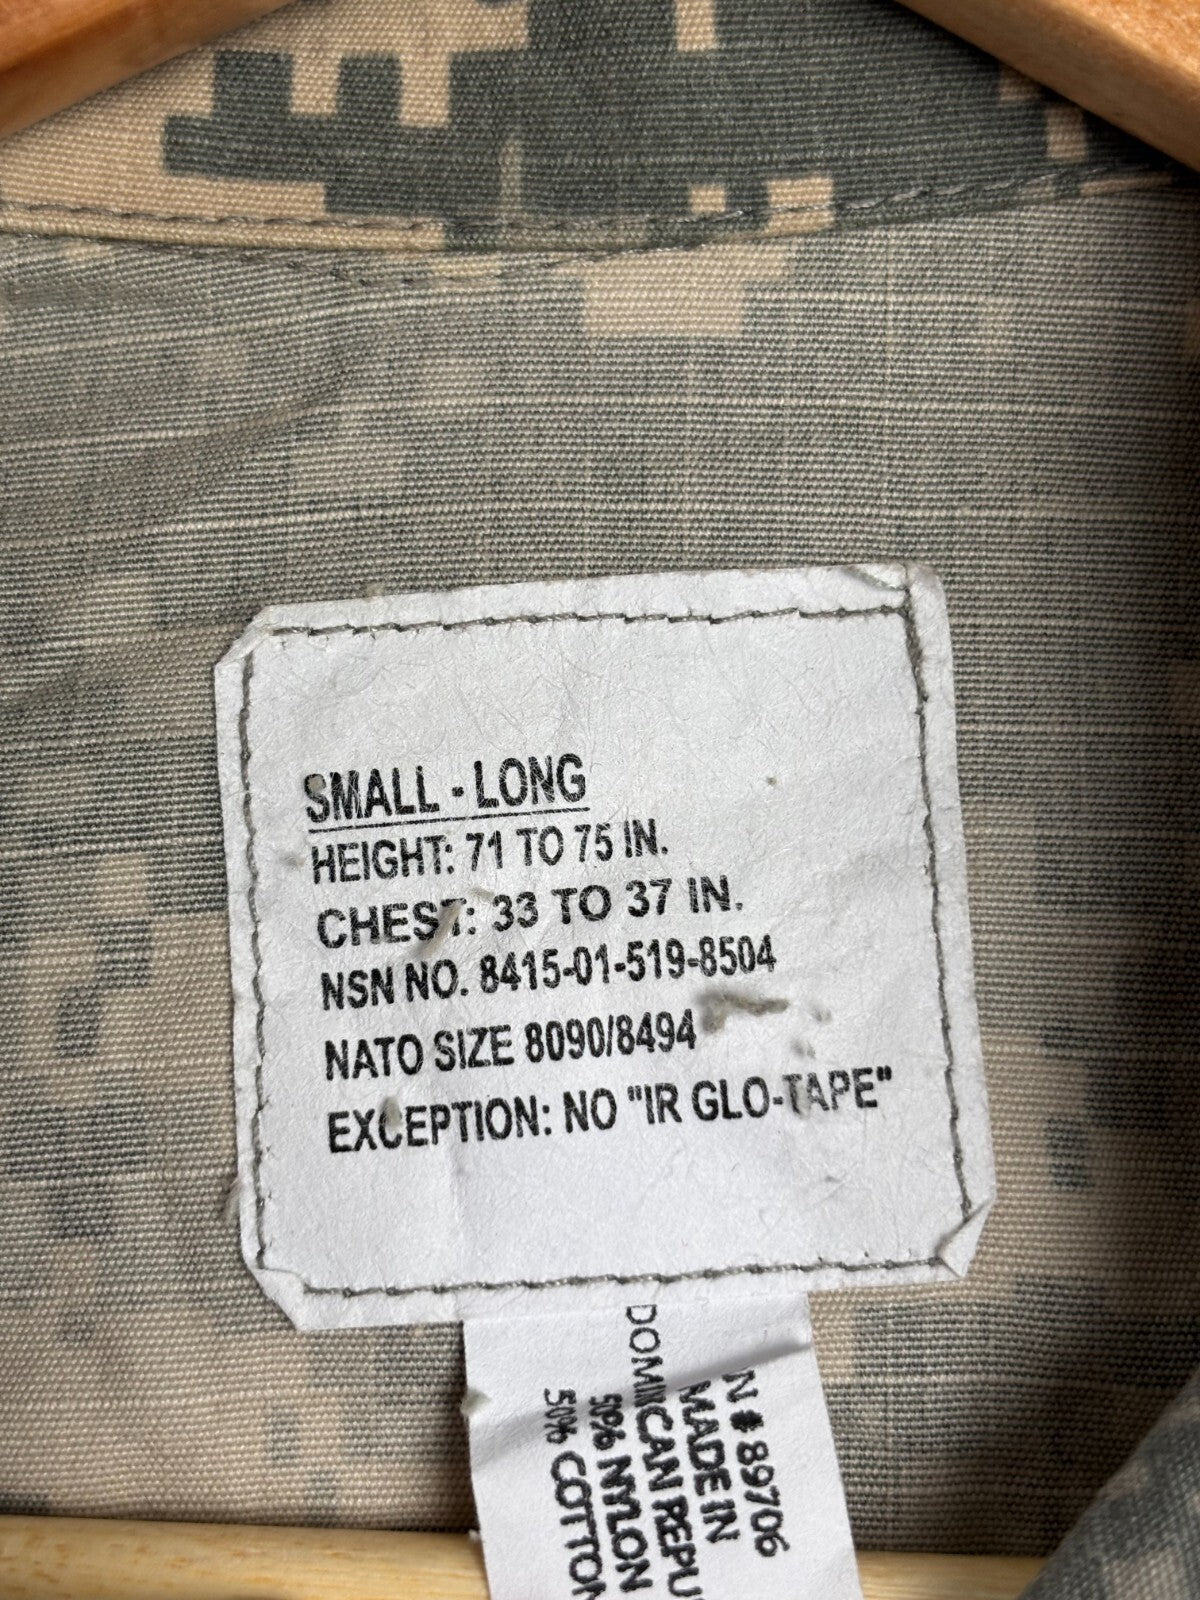 SMALL - LONG
HEIGHT: 71 TO 75 IN.
CHEST: 33 TO 37 IN.
NSN NO. 8415-01-519-8504
NATO SIZE 8090/8494
EXCEPTION: NO "IR GLO-TAPE"
N # 89706
MADE IN
DOMINICAN REPU
50% NYLON
50% COTTON